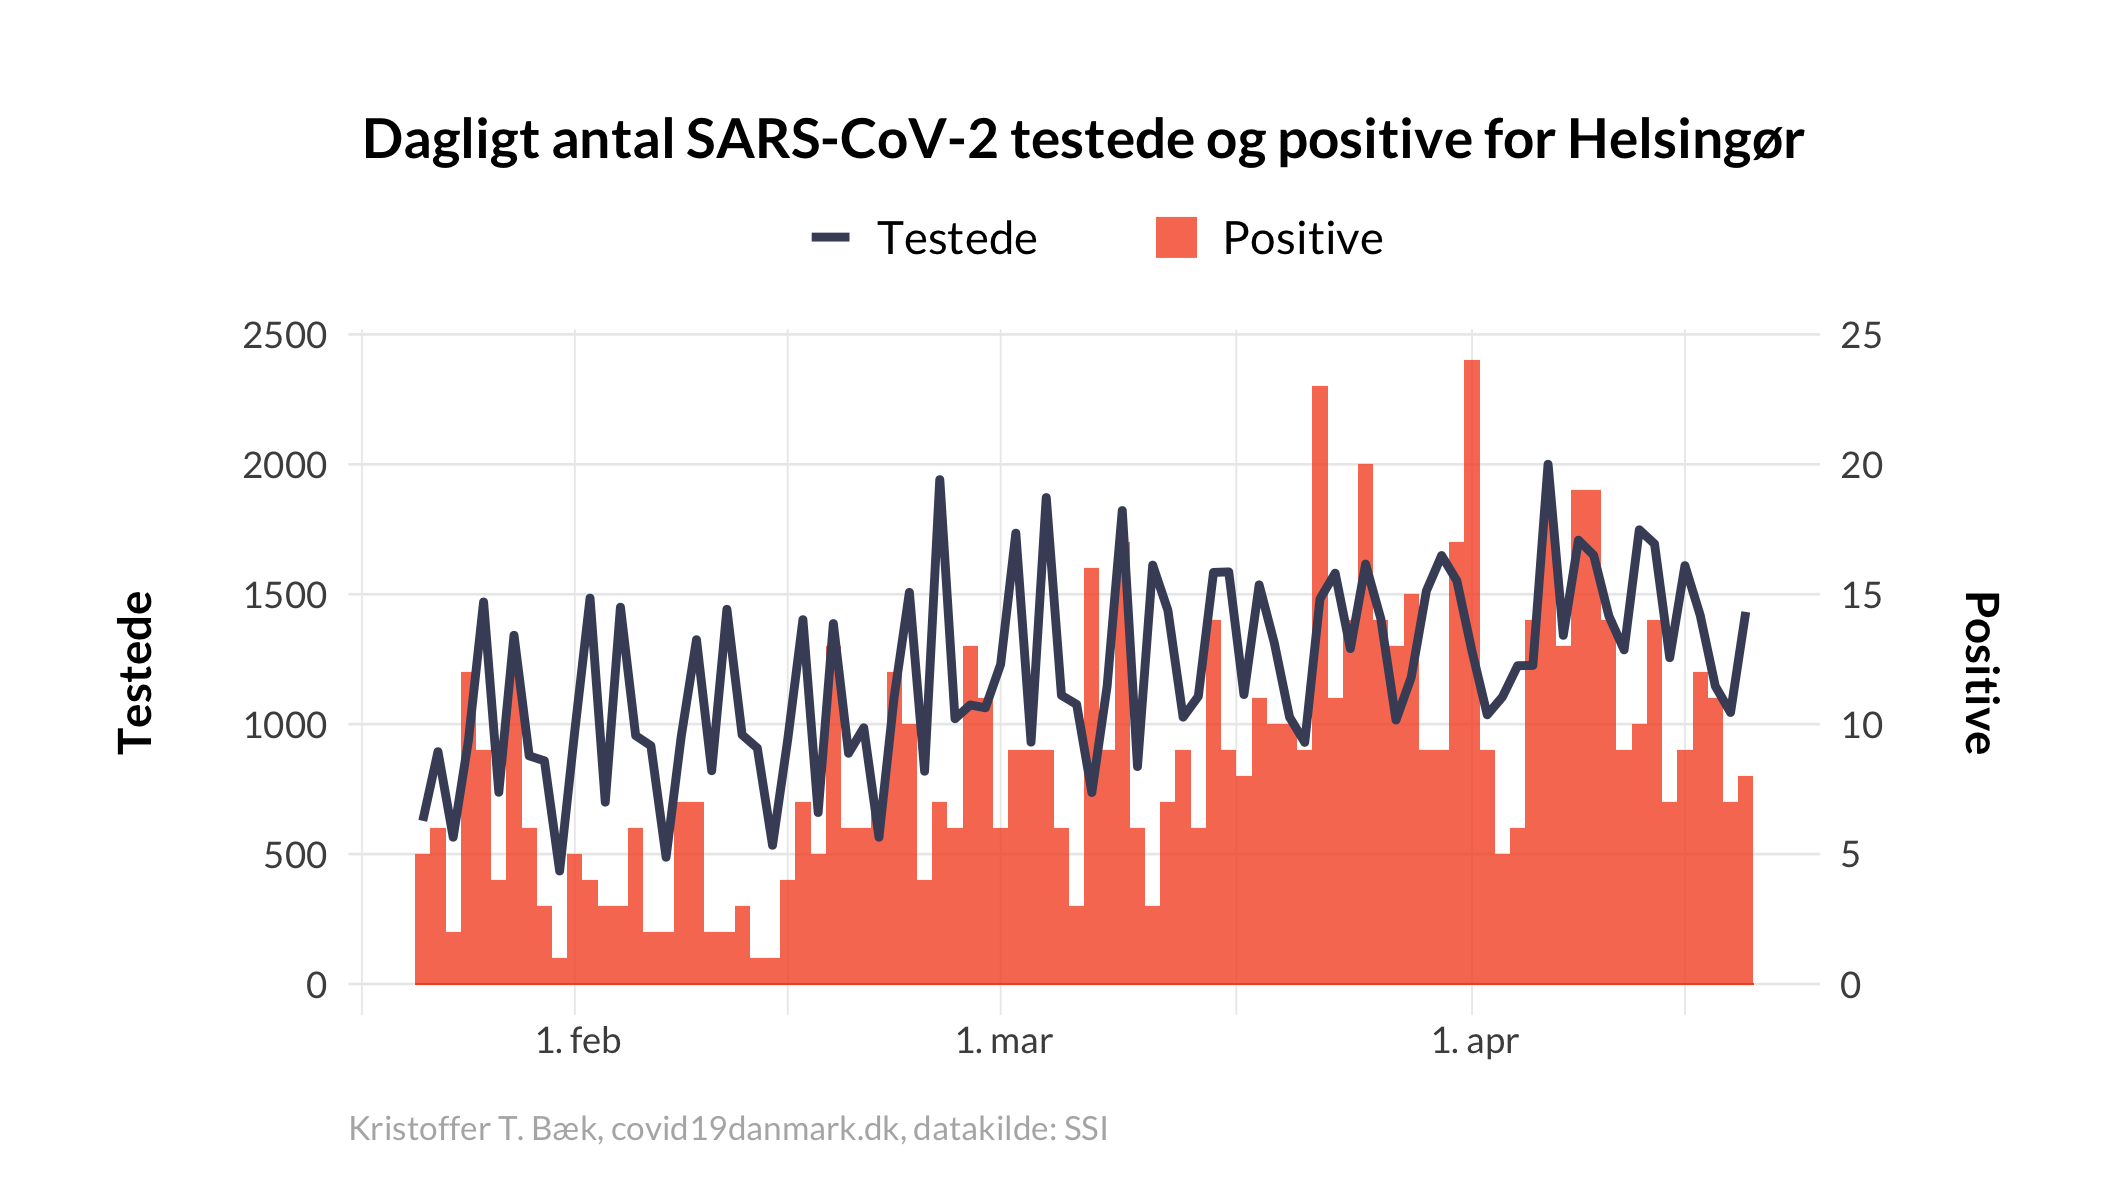 Dagligt antal SARS-CoV-2 testede og positive for Helsingør
Testede Positive
2500 25
2000 20
1500 15
1000 10
500 5
0 0
Testede
Positive
1. feb 1. mar 1. apr
Kristoffer T. Bæk, covid19danmark.dk, datakilde: SSI